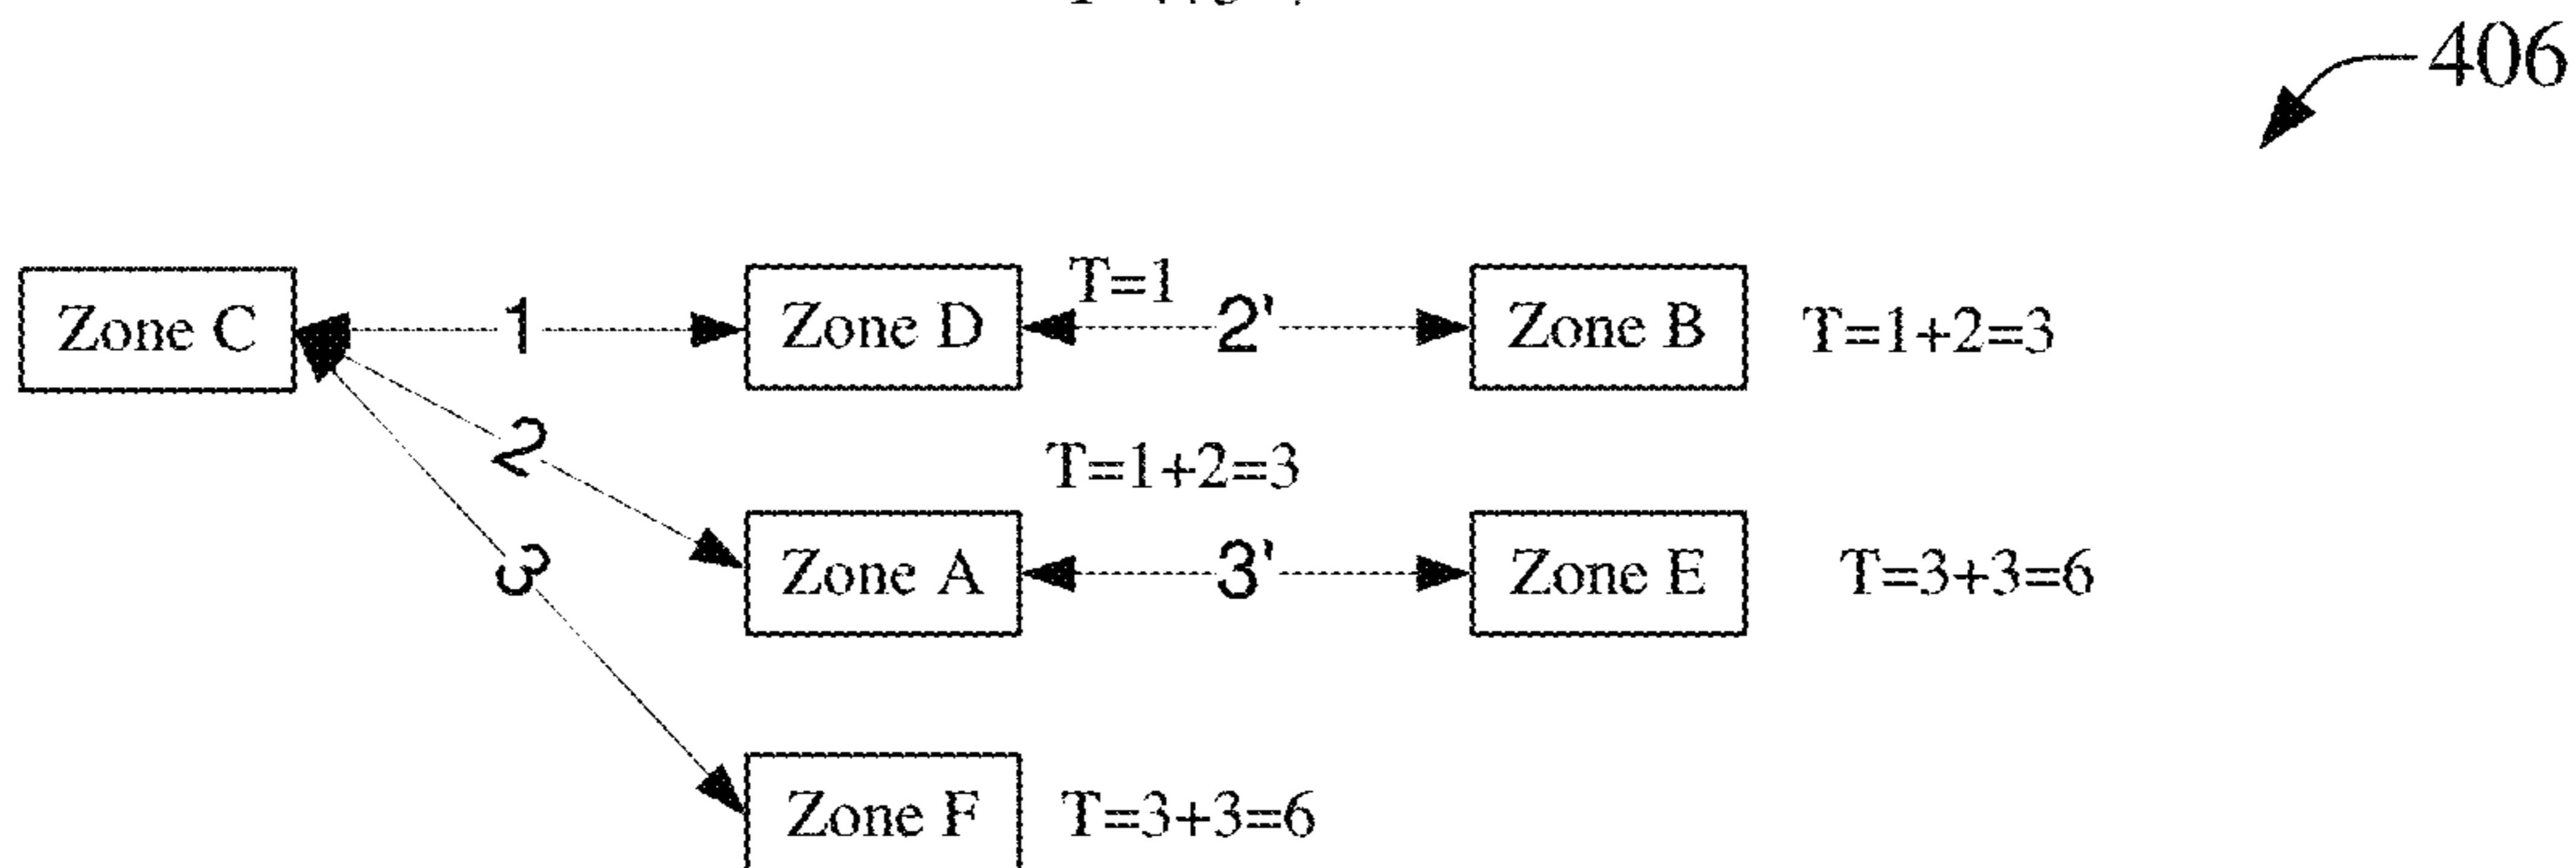 406
Zone C
1
Zone D
T=1
2'
Zone B
T=1+2=3
2
T=1+2=3
3
Zone A
3'
Zone E
T=3+3=6
Zone F
T=3+3=6